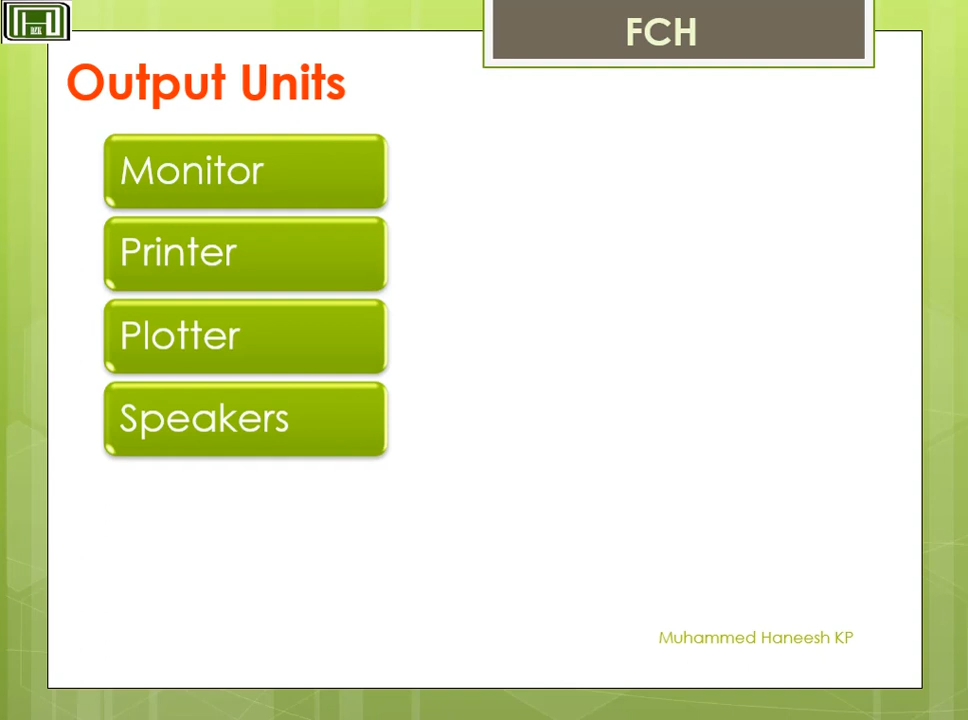 FCH
Output Units
Monitor
Printer
Plotter
Speakers
Muhammed Haneesh KP